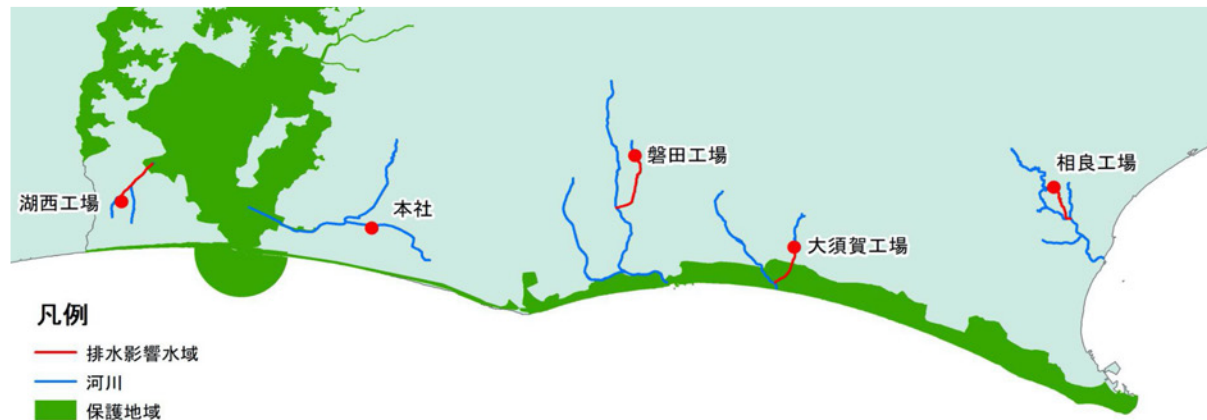 磐田工場
相良工場
湖西工場
本社
大須賀工場
凡例
排水影響水域
河川
保護地域